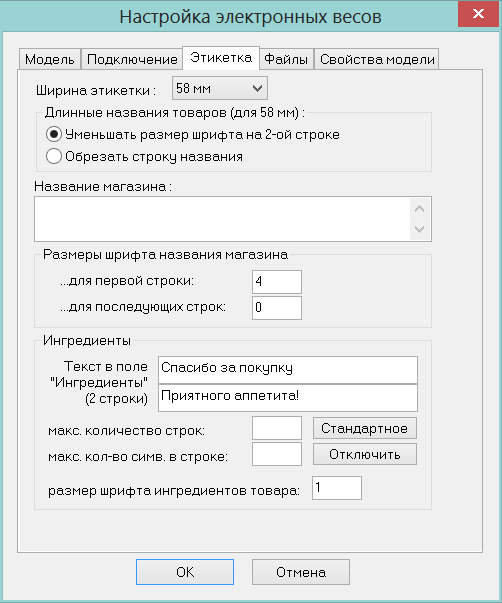 Настройка электронных весов
Модель Подключение Этикетка Файлы Свойства модели
Ширина этикетки : 58 мм
Длинные названия товаров (для 58 мм) :
Уменьшать размер шрифта на 2-ой строке
Обрезать строку названия
Название магазина :
Размеры шрифта названия магазина
...для первой строки: 4
...для последующих строк: 0
Ингредиенты
Текст в поле
"Ингредиенты"
(2 строки)
Спасибо за покупку
Приятного аппетита!
макс. количество строк: Стандартное
макс. кол-во симв. в строке: Отключить
размер шрифта ингредиентов товара: 1
OK Отмена